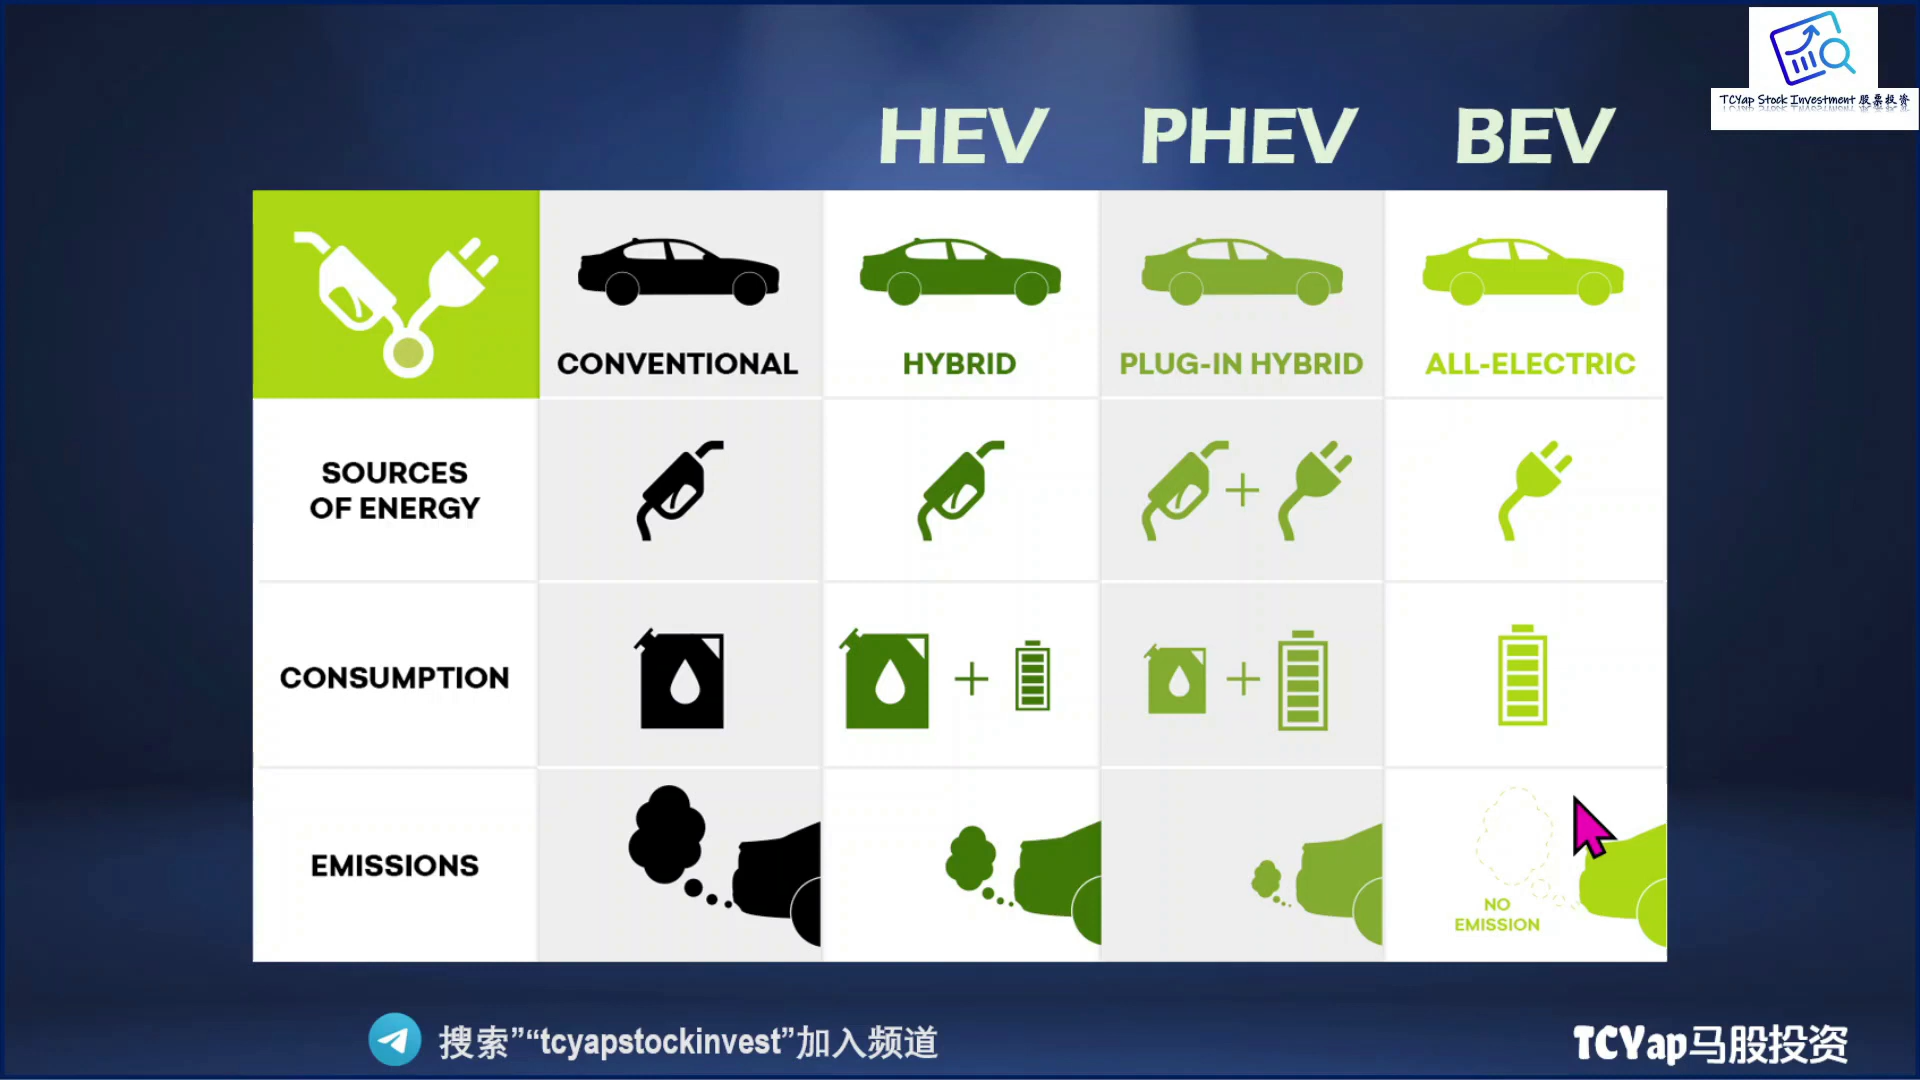 TCYap Stock Investment 股票投资
HEV PHEV BEV
CONVENTIONAL HYBRID PLUG-IN HYBRID ALL-ELECTRIC
SOURCES
OF ENERGY
CONSUMPTION
EMISSIONS
NO
EMISSION
搜索”“tcyapstockinvest”加入频道
TCYap马股投资